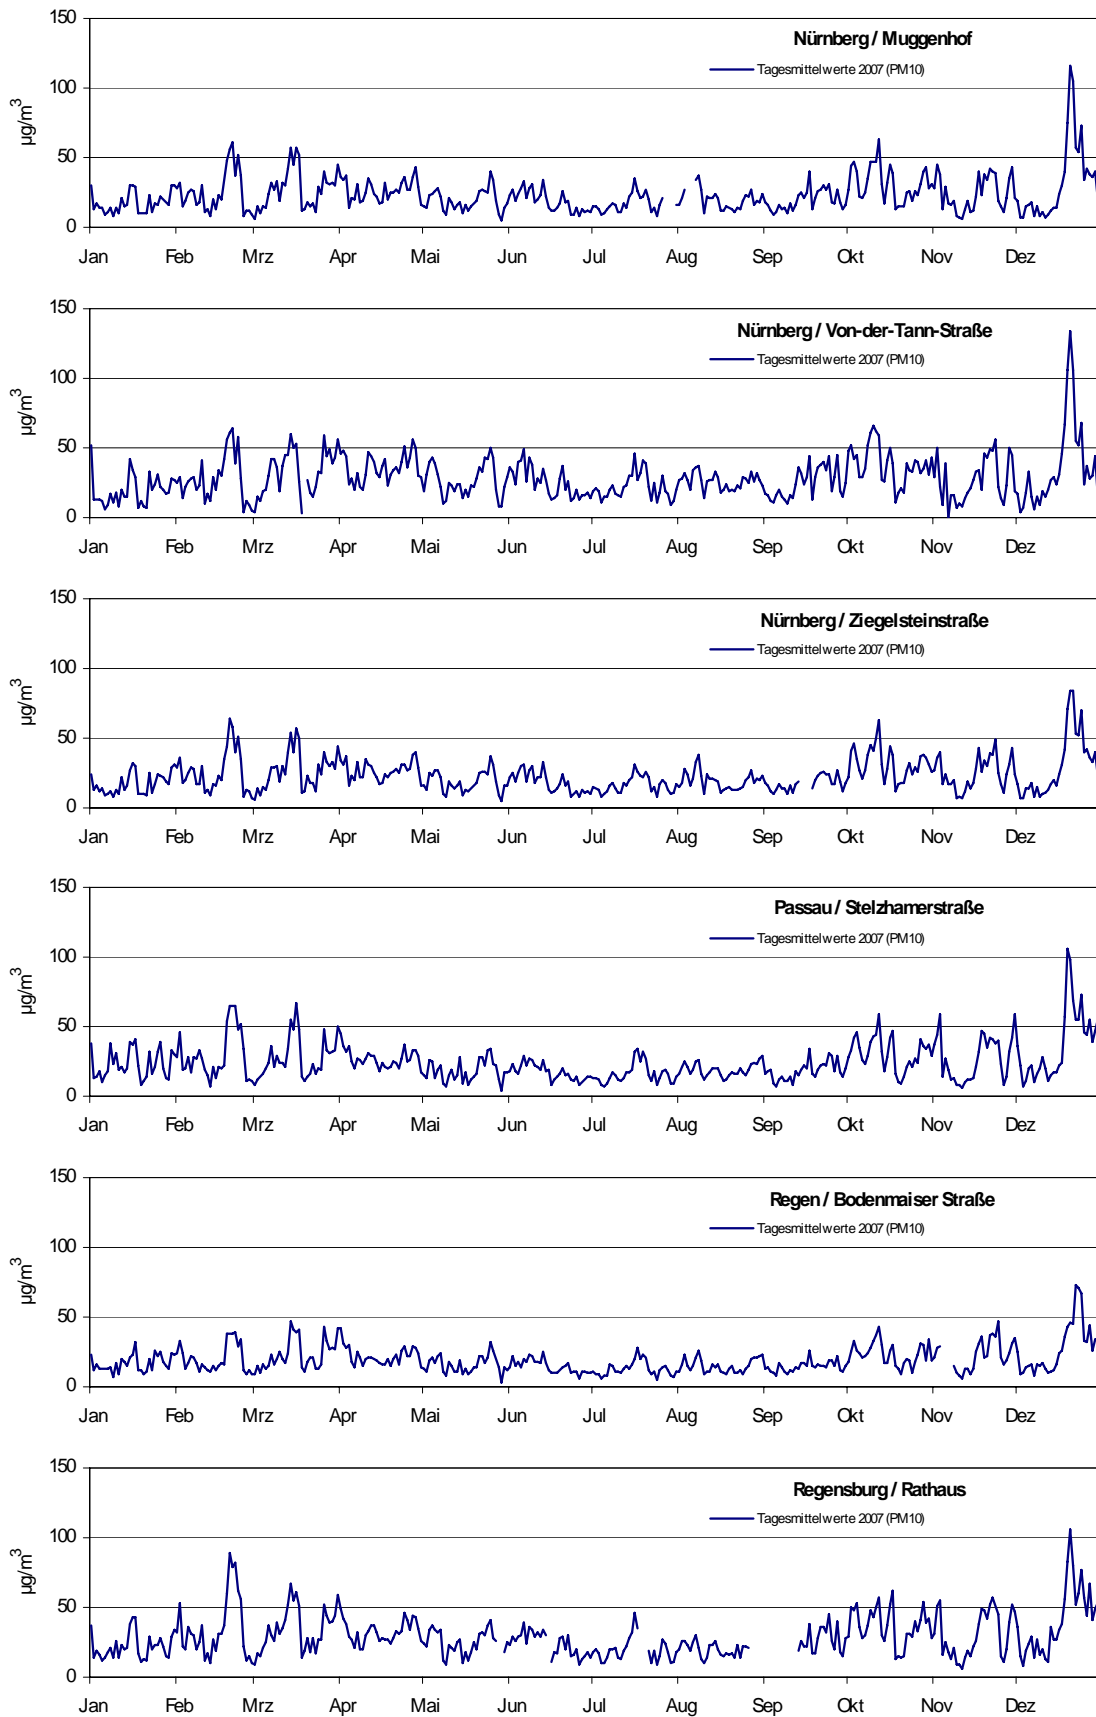 150
Nürnberg / Muggenhof
Tagesmittelwerte 2007 (PM10)
100
µg/m³
50
0
Jan Feb Mrz Apr Mai Jun Jul Aug Sep Okt Nov Dez
150
Nürnberg / Von-der-Tann-Straße
Tagesmittelwerte 2007 (PM10)
100
µg/m³
50
0
Jan Feb Mrz Apr Mai Jun Jul Aug Sep Okt Nov Dez
150
Nürnberg / Ziegelsteinstraße
Tagesmittelwerte 2007 (PM10)
100
µg/m³
50
0
Jan Feb Mrz Apr Mai Jun Jul Aug Sep Okt Nov Dez
150
Passau / Stelzhamerstraße
Tagesmittelwerte 2007 (PM10)
100
µg/m³
50
0
Jan Feb Mrz Apr Mai Jun Jul Aug Sep Okt Nov Dez
150
Regen / Bodenmaiser Straße
Tagesmittelwerte 2007 (PM10)
100
µg/m³
50
0
Jan Feb Mrz Apr Mai Jun Jul Aug Sep Okt Nov Dez
150
Regensburg / Rathaus
Tagesmittelwerte 2007 (PM10)
100
µg/m³
50
0
Jan Feb Mrz Apr Mai Jun Jul Aug Sep Okt Nov Dez